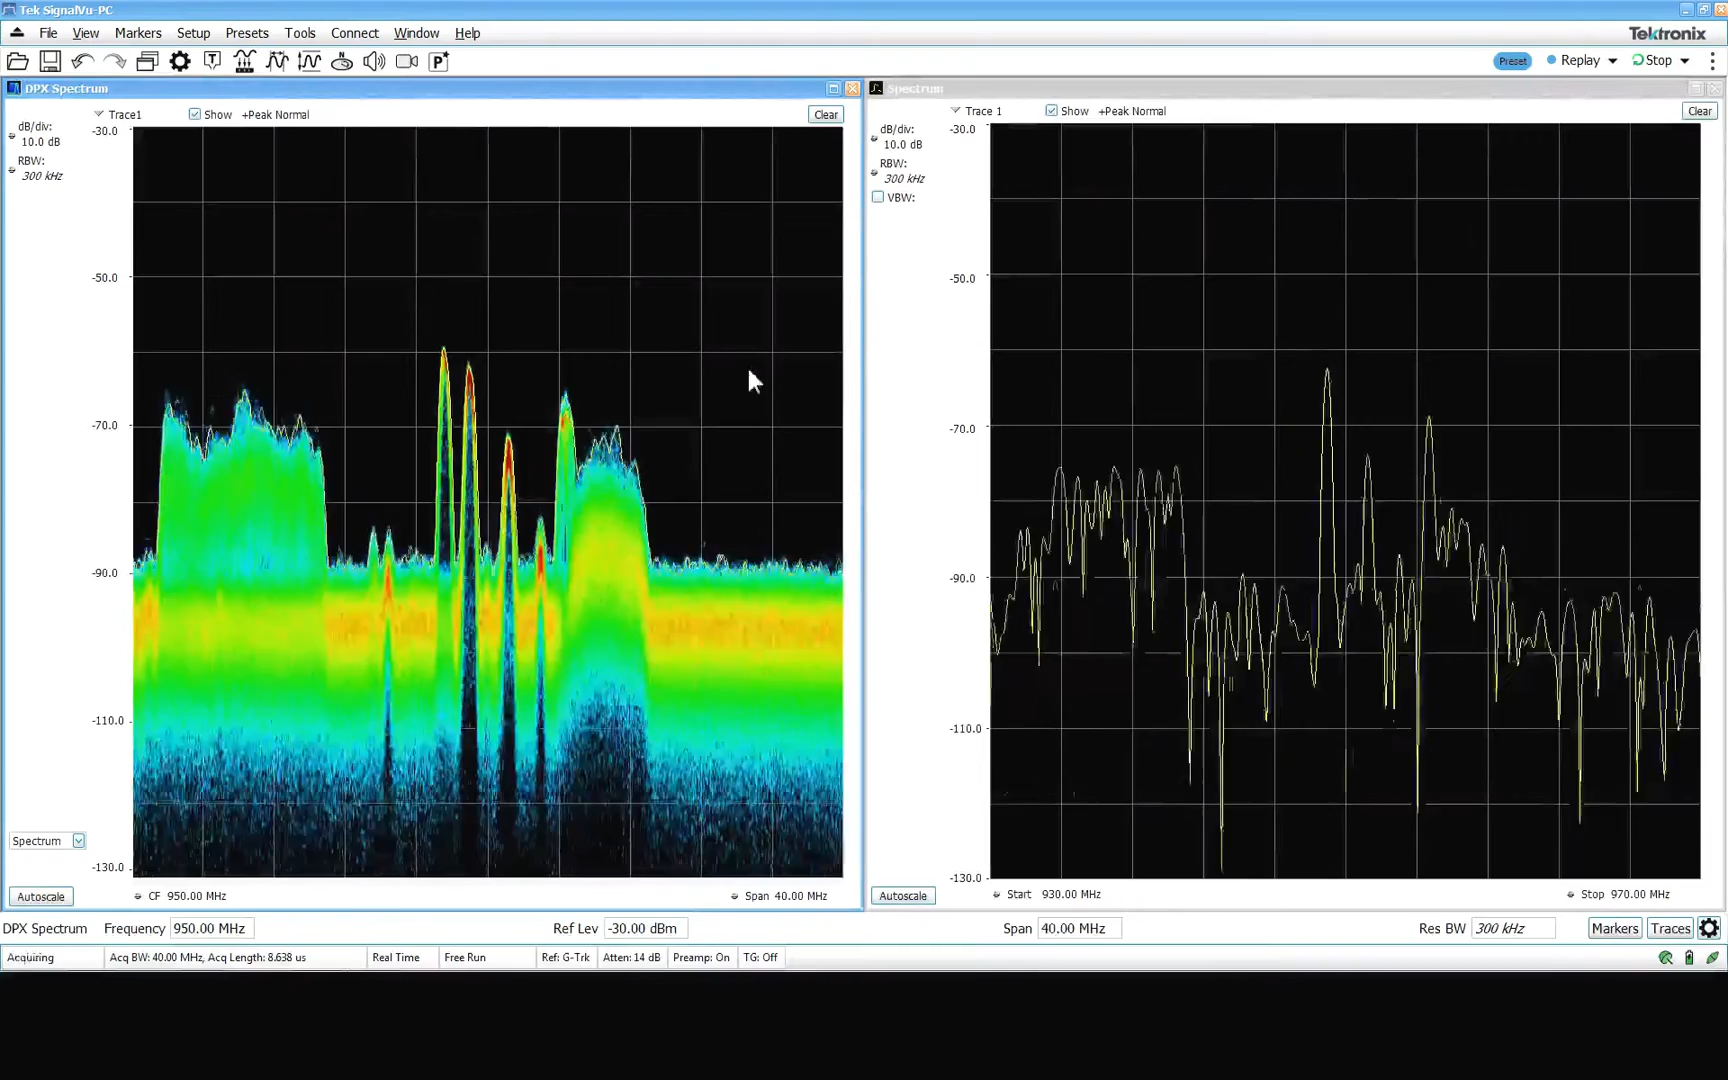 Tek SignalVu-PC
File View Markers Setup Presets Tools Connect Window Help
Tektronix
Preset Replay Stop
DPX Spectrum
Trace1 Show +Peak Normal Clear
dB/div:
10.0 dB
RBW:
300 kHz
-30.0
-50.0
-70.0
-90.0
-110.0
-130.0
Spectrum
Autoscale CF 950.00 MHz Span 40.00 MHz
Spectrum
Trace 1 Show +Peak Normal Clear
dB/div:
10.0 dB
RBW:
300 kHz
VBW:
-30.0
-50.0
-70.0
-90.0
-110.0
-130.0
Autoscale Start 930.00 MHz Stop 970.00 MHz
DPX Spectrum Frequency 950.00 MHz Ref Lev -30.00 dBm Span 40.00 MHz Res BW 300 kHz Markers Traces
Acquiring Acq BW: 40.00 MHz, Acq Length: 8.638 us Real Time Free Run Ref: G-Trk Atten: 14 dB Preamp: On TG: Off